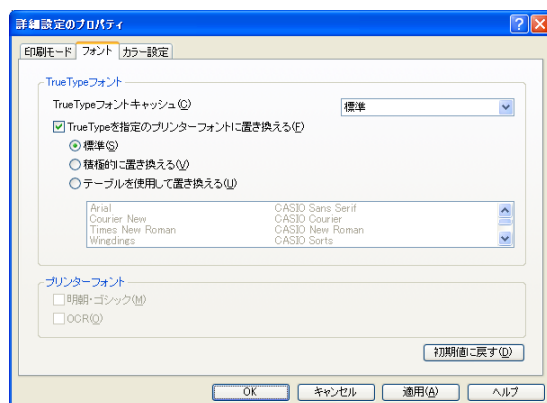 詳細設定のプロパティ
印刷モード フォント カラー設定
TrueTypeフォント
TrueTypeフォントキャッシュ(C) 標準
TrueTypeを指定のプリンターフォントに置き換える(F)
標準(S)
積極的に置き換える(V)
テーブルを使用して置き換える(U)
Arial CASIO Sans Serif
Courier New CASIO Courier
Times New Roman CASIO New Roman
Wingdings CASIO Sorts
プリンターフォント
明朝・ゴシック(M)
OCR(O)
初期値に戻す(D)
OK キャンセル 適用(A) ヘルプ